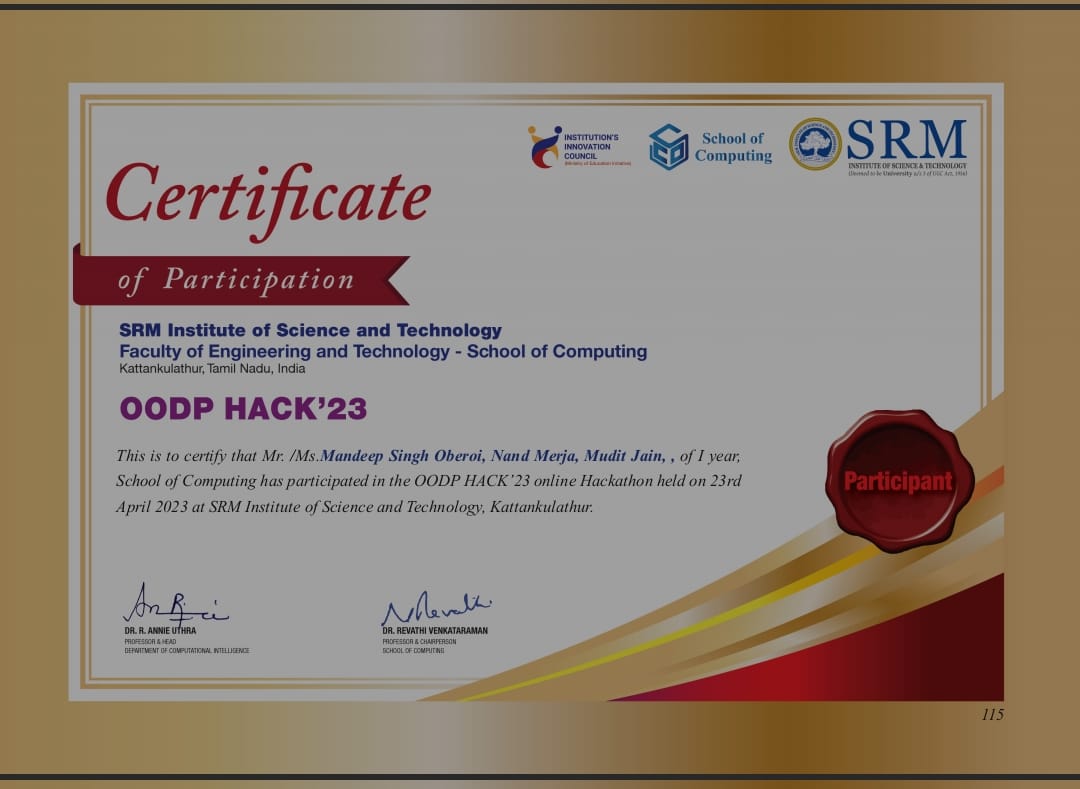 INSTITUTION'S
INNOVATION
COUNCIL
(Ministry of Education Initiative)
School of
Computing
SRM
INSTITUTE OF SCIENCE & TECHNOLOGY
(Deemed to be University u/s 3 of UGC Act, 1956)
Certificate
of Participation
SRM Institute of Science and Technology
Faculty of Engineering and Technology - School of Computing
Kattankulathur, Tamil Nadu, India
OODP HACK’23
This is to certify that Mr. /Ms.Mandeep Singh Oberoi, Nand Merja, Mudit Jain, , of I year,
School of Computing has participated in the OODP HACK’23 online Hackathon held on 23rd
April 2023 at SRM Institute of Science and Technology, Kattankulathur.
Participant
DR. R. ANNIE UTHRA
PROFESSOR & HEAD
DEPARTMENT OF COMPUTATIONAL INTELLIGENCE
DR. REVATHI VENKATARAMAN
PROFESSOR & CHAIRPERSON
SCHOOL OF COMPUTING
115